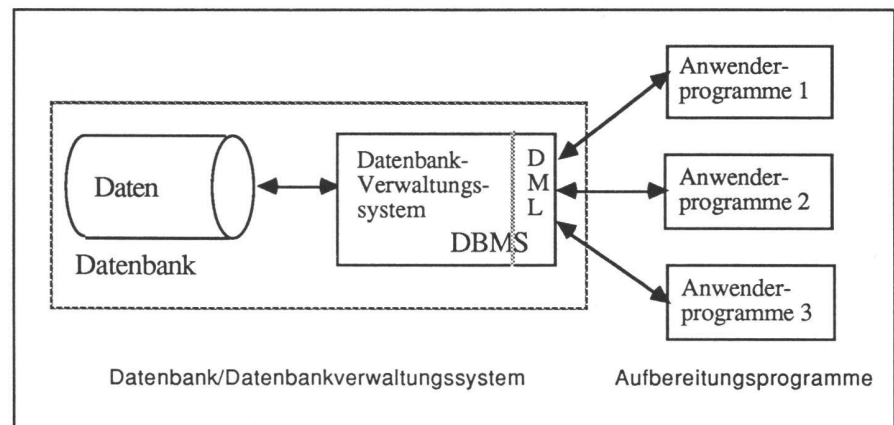 Daten
Datenbank
Datenbank-
Verwaltungs-
system
DBMS
D
M
L
Anwender-
programme 1
Anwender-
programme 2
Anwender-
programme 3
Datenbank/Datenbankverwaltungssystem
Aufbereitungsprogramme